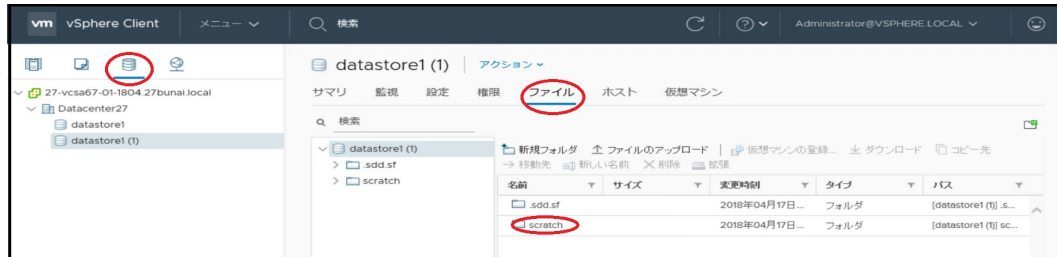 vm vSphere Client メニュー 検索 Administrator@VSPHERE.LOCAL
27-vcsa67-01-1804.27bunai.local
Datacenter27
datastore1
datastore1 (1)
datastore1 (1) アクション
サマリ 監視 設定 権限 ファイル ホスト 仮想マシン
検索
datastore1 (1)
.sdd.sf
scratch
新規フォルダ ファイルのアップロード 仮想マシンの登録... ダウンロード コピー先
移動先 新しい名前 削除 拡張
名前 サイズ 変更時刻 タイプ パス
.sdd.sf 2018年04月17日... フォルダ [datastore1 (1)] .s...
scratch 2018年04月17日... フォルダ [datastore1 (1)] sc...